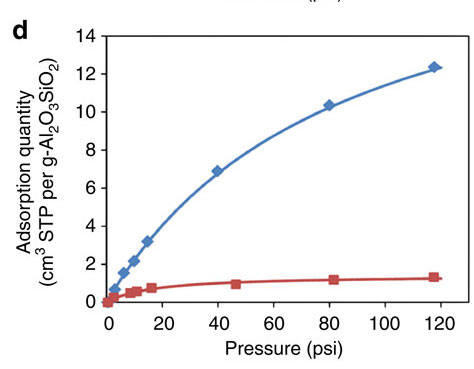 d
Adsorption quantity
(cm³ STP per g-Al₂O₃SiO₂)
14
12
10
8
6
4
2
0
0 20 40 60 80 100 120
Pressure (psi)